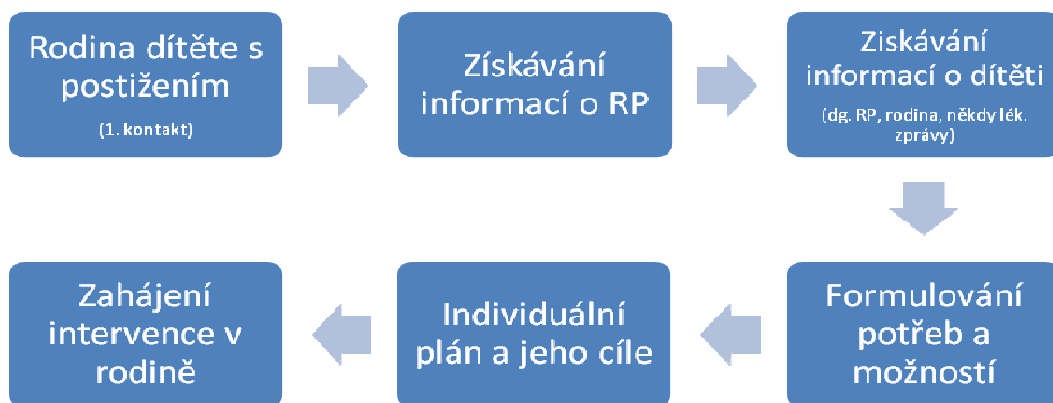 Rodina dítěte s
postižením
(1. kontakt)
Získávání
informací o RP
Ziskávání
informací o dítěti
(dg. RP, rodina, někdy lék.
zprávy)
Formulování
potřeb a
možností
Individuální
plán a jeho cíle
Zahájení
intervence v
rodině